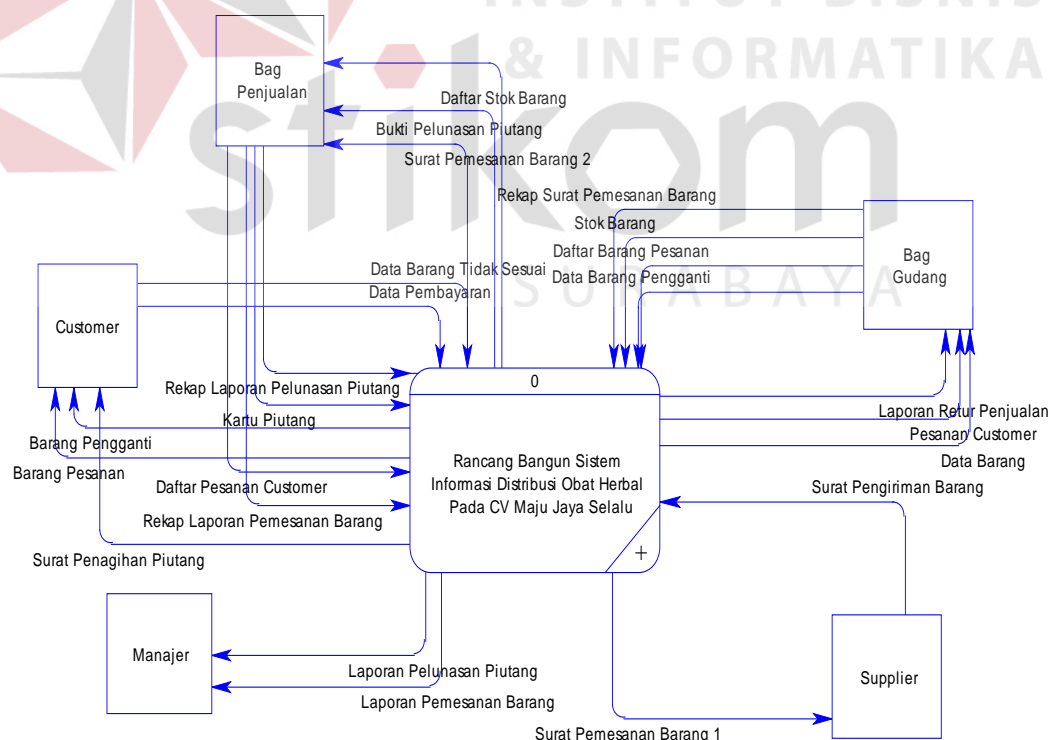 INSTITUT BISNIS
& INFORMATIKA
stikom
SURABAYA
Bag
Penjualan
Daftar Stok Barang
Bukti Pelunasan Piutang
Surat Pemesanan Barang 2
Rekap Surat Pemesanan Barang
Stok Barang
Daftar Barang Pesanan
Data Barang Pengganti
Bag
Gudang
Data Barang Tidak Sesuai
Data Pembayaran
Customer
0
Rekap Laporan Pelunasan Piutang
Kartu Piutang
Laporan Retur Penjualan
Pesanan Customer
Data Barang
Barang Pengganti
Barang Pesanan
Rancang Bangun Sistem
Informasi Distribusi Obat Herbal
Pada CV Maju Jaya Selalu
+
Daftar Pesanan Customer
Rekap Laporan Pemesanan Barang
Surat Pengiriman Barang
Surat Penagihan Piutang
Manajer
Laporan Pelunasan Piutang
Laporan Pemesanan Barang
Supplier
Surat Pemesanan Barang 1